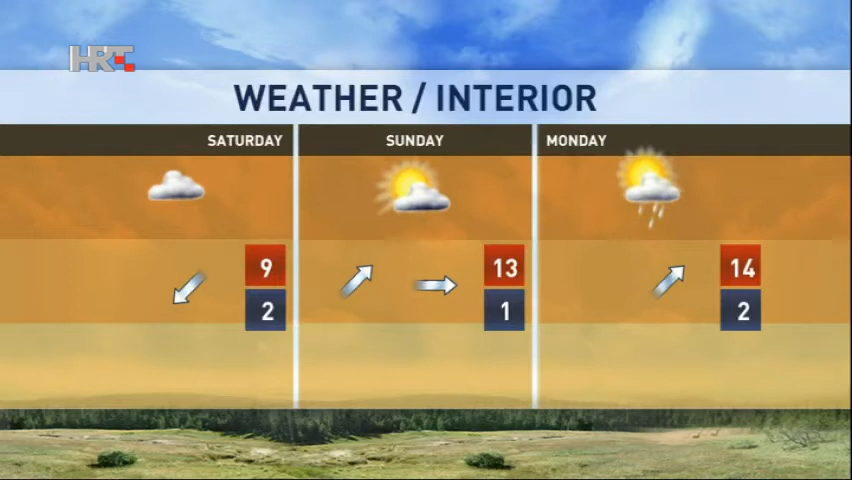 HRT
WEATHER / INTERIOR
SATURDAY
SUNDAY
MONDAY
9
13
14
2
1
2